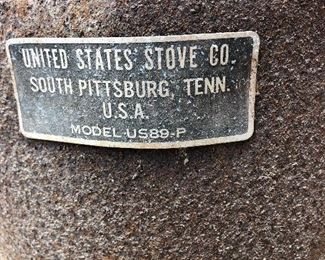 UNITED STATES STOVE CO.
SOUTH PITTSBURG, TENN.
U.S.A.
MODEL-US89-P